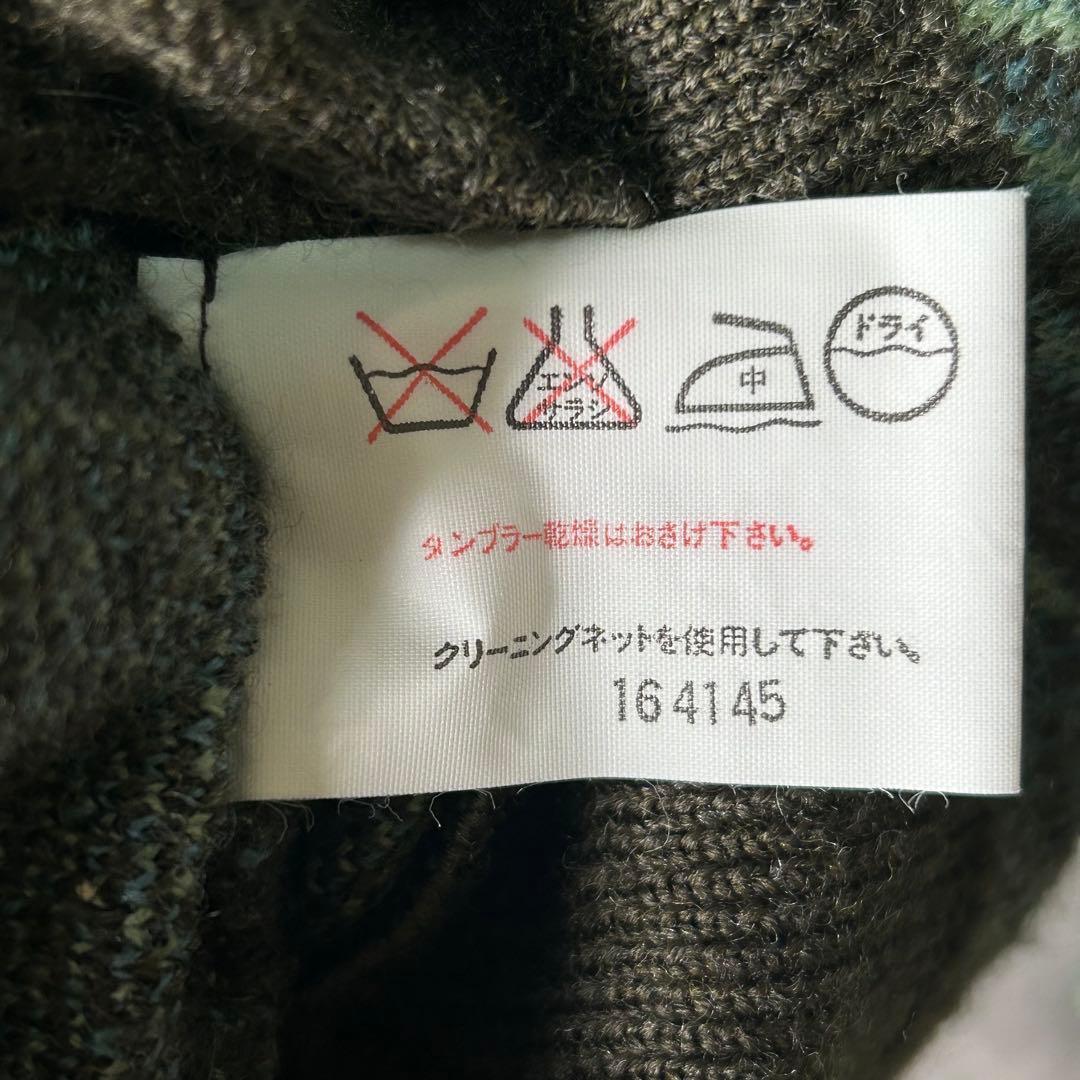 エンソ
サラシ
中
ドライ
タンブラー乾燥はおさけ下さい。
クリーニングネットを使用して下さい。
164145